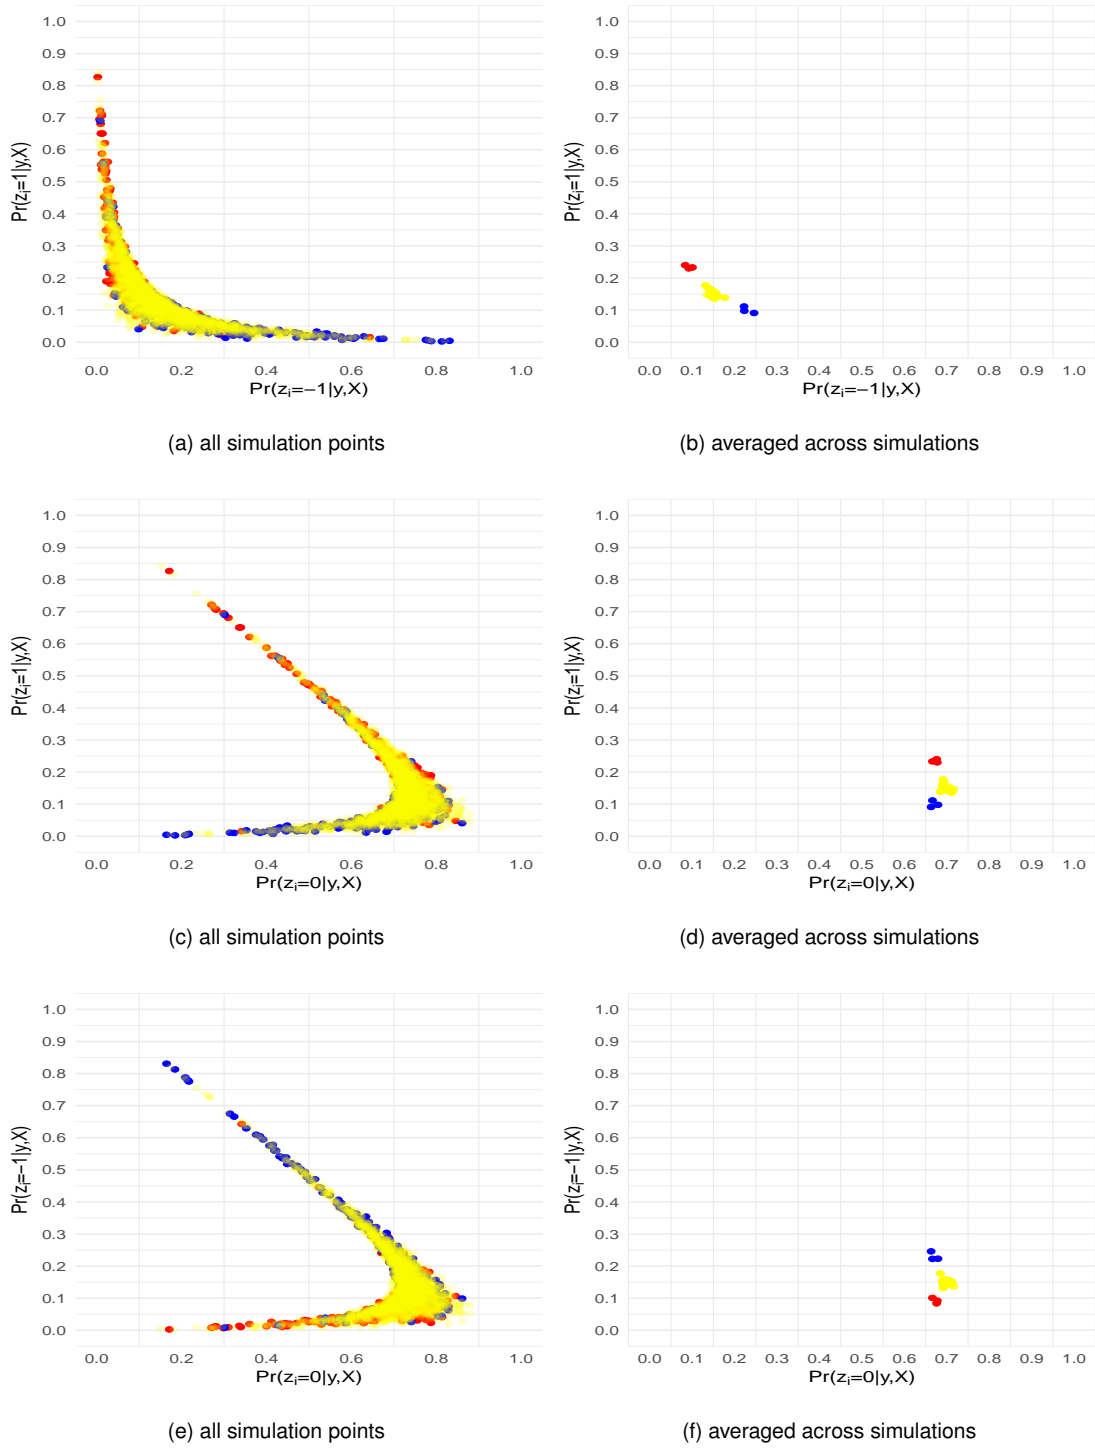 1.0
0.9
0.8
0.7
0.6
0.5
0.4
0.3
0.2
0.1
0.0
Pr(zᵢ=1|y,X)
0.0 0.2 0.4 0.6 0.8 1.0
Pr(zᵢ=−1|y,X)
(a) all simulation points
1.0
0.9
0.8
0.7
0.6
0.5
0.4
0.3
0.2
0.1
0.0
Pr(zᵢ=1|y,X)
0.0 0.1 0.2 0.3 0.4 0.5 0.6 0.7 0.8 0.9 1.0
Pr(zᵢ=−1|y,X)
(b) averaged across simulations
1.0
0.9
0.8
0.7
0.6
0.5
0.4
0.3
0.2
0.1
0.0
Pr(zᵢ=1|y,X)
0.0 0.2 0.4 0.6 0.8 1.0
Pr(zᵢ=0|y,X)
(c) all simulation points
1.0
0.9
0.8
0.7
0.6
0.5
0.4
0.3
0.2
0.1
0.0
Pr(zᵢ=1|y,X)
0.0 0.1 0.2 0.3 0.4 0.5 0.6 0.7 0.8 0.9 1.0
Pr(zᵢ=0|y,X)
(d) averaged across simulations
1.0
0.9
0.8
0.7
0.6
0.5
0.4
0.3
0.2
0.1
0.0
Pr(zᵢ=−1|y,X)
0.0 0.2 0.4 0.6 0.8 1.0
Pr(zᵢ=0|y,X)
(e) all simulation points
1.0
0.9
0.8
0.7
0.6
0.5
0.4
0.3
0.2
0.1
0.0
Pr(zᵢ=−1|y,X)
0.0 0.1 0.2 0.3 0.4 0.5 0.6 0.7 0.8 0.9 1.0
Pr(zᵢ=0|y,X)
(f) averaged across simulations